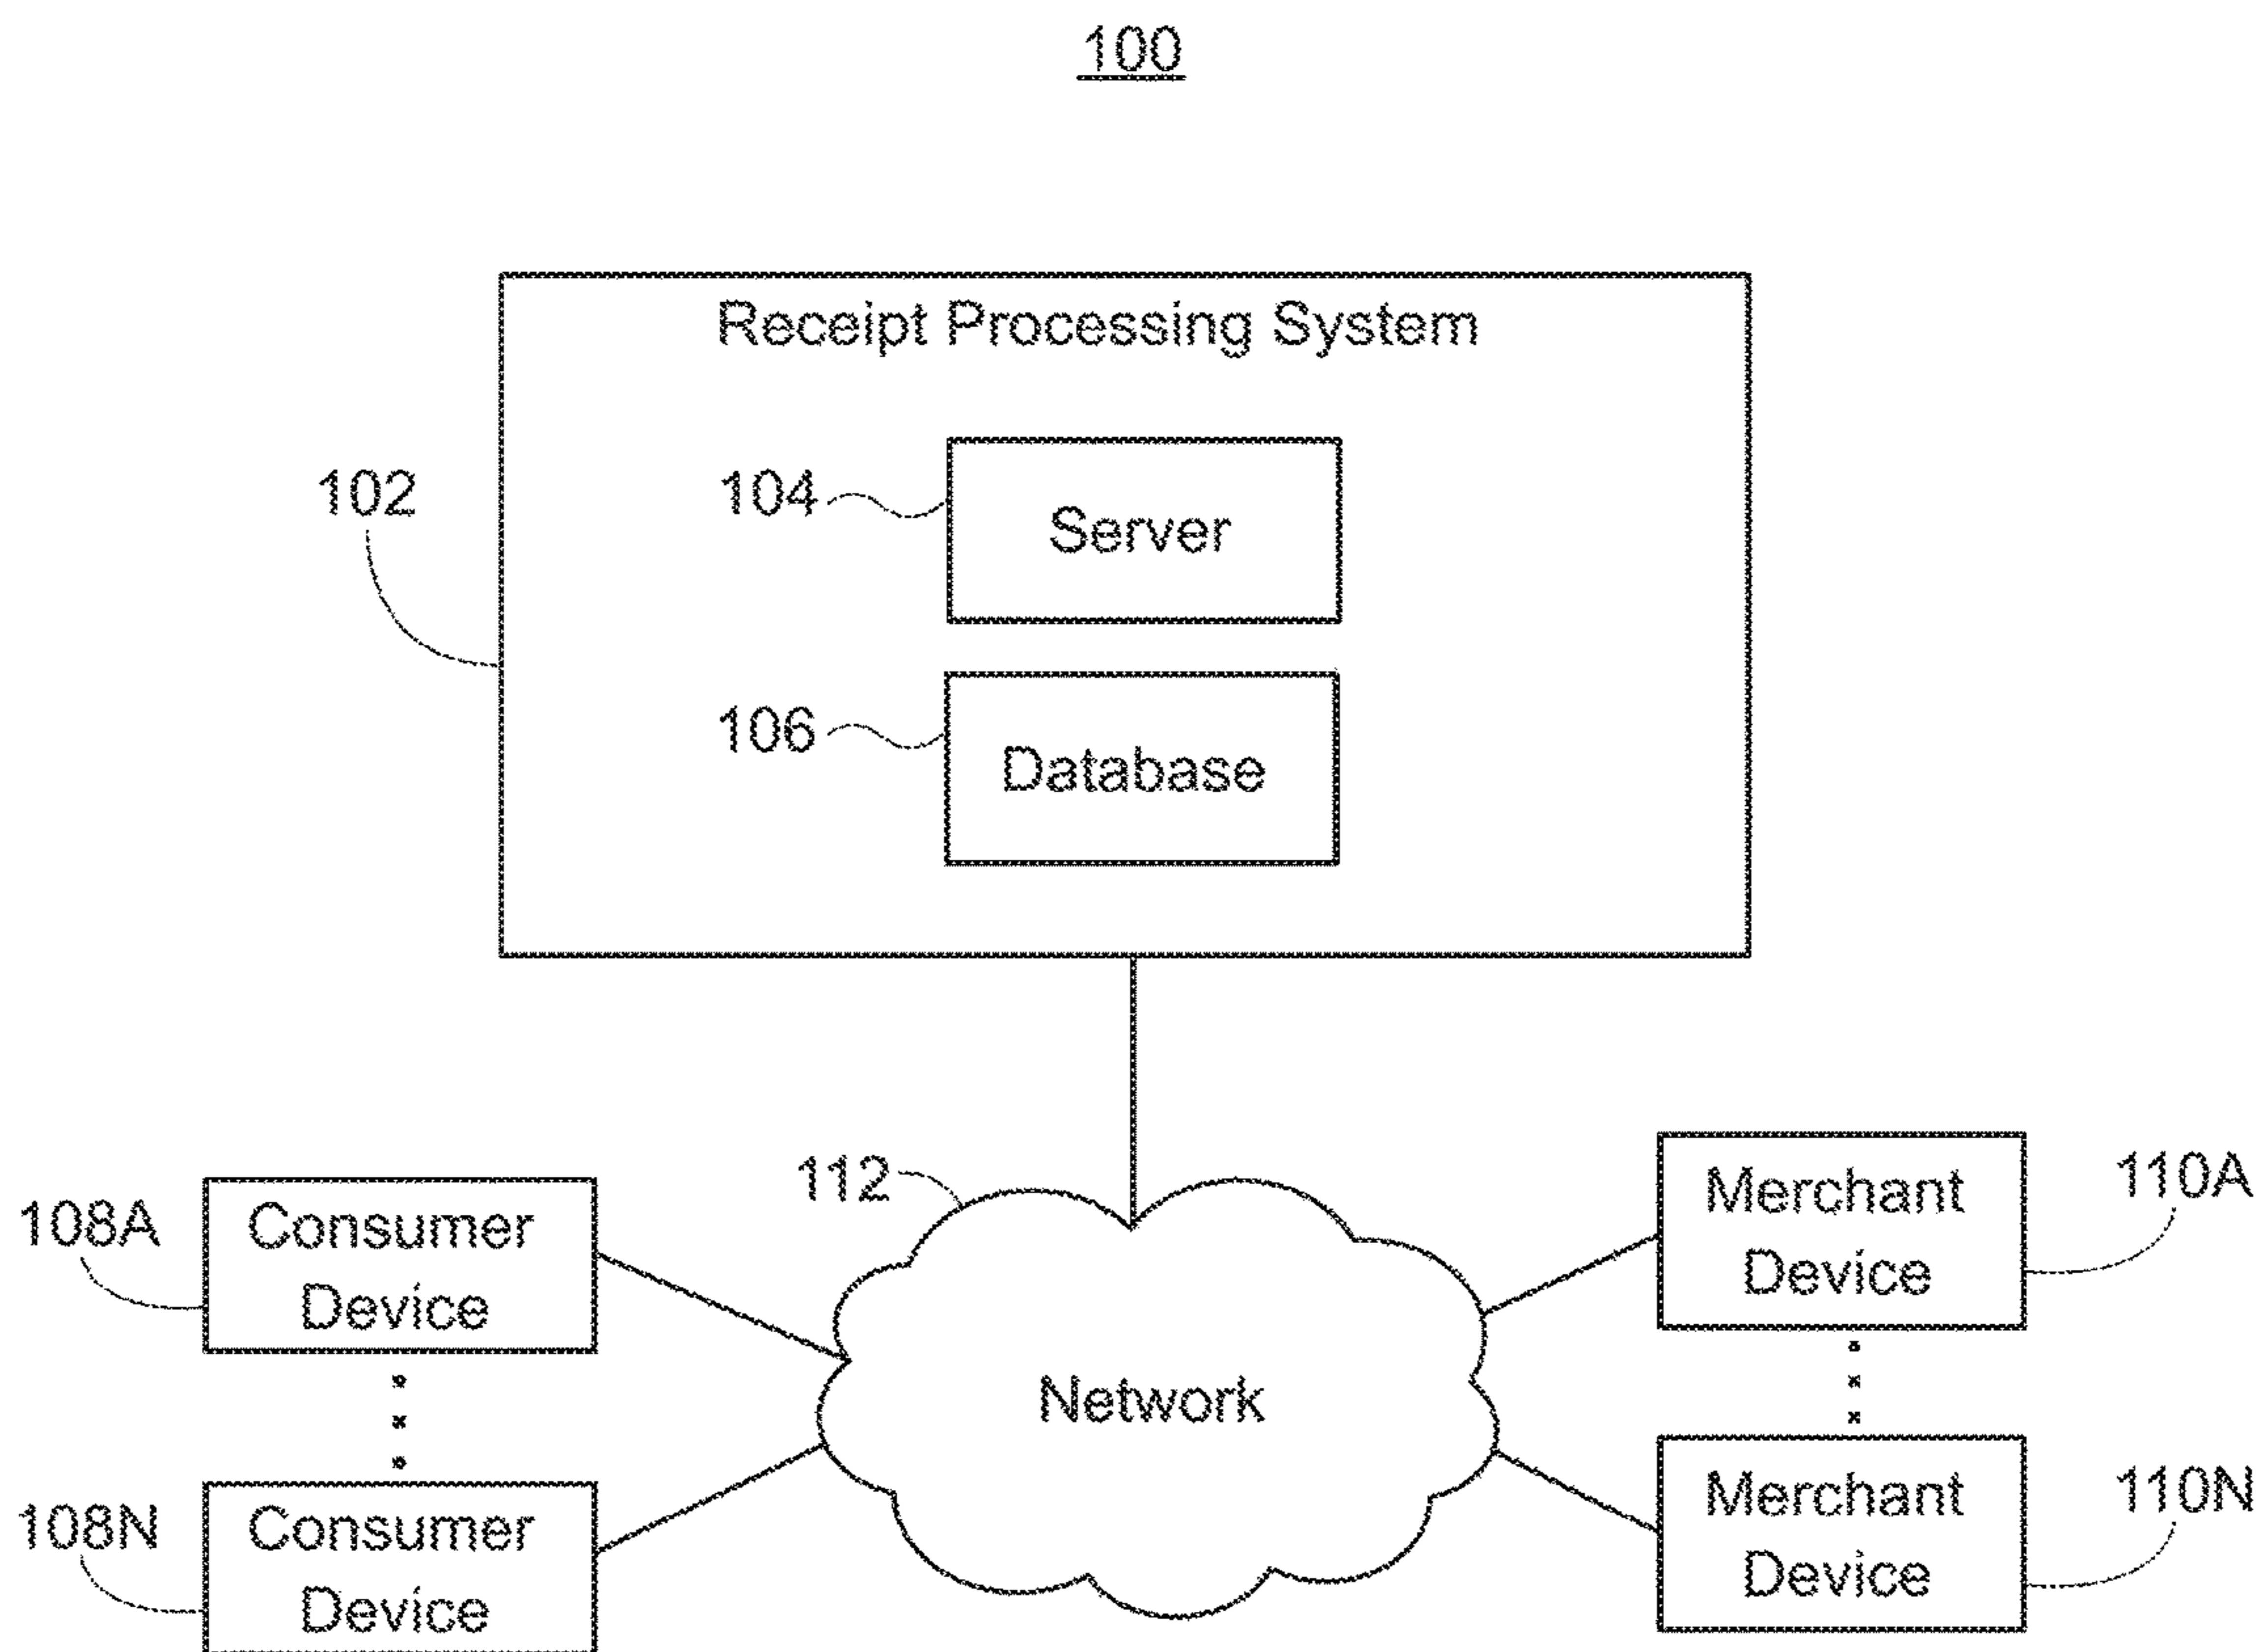 100
Receipt Processing System
102
104
Server
106
Database
112
108A
Consumer
Device
108N
Consumer
Device
Network
Merchant
Device
110A
Merchant
Device
110N